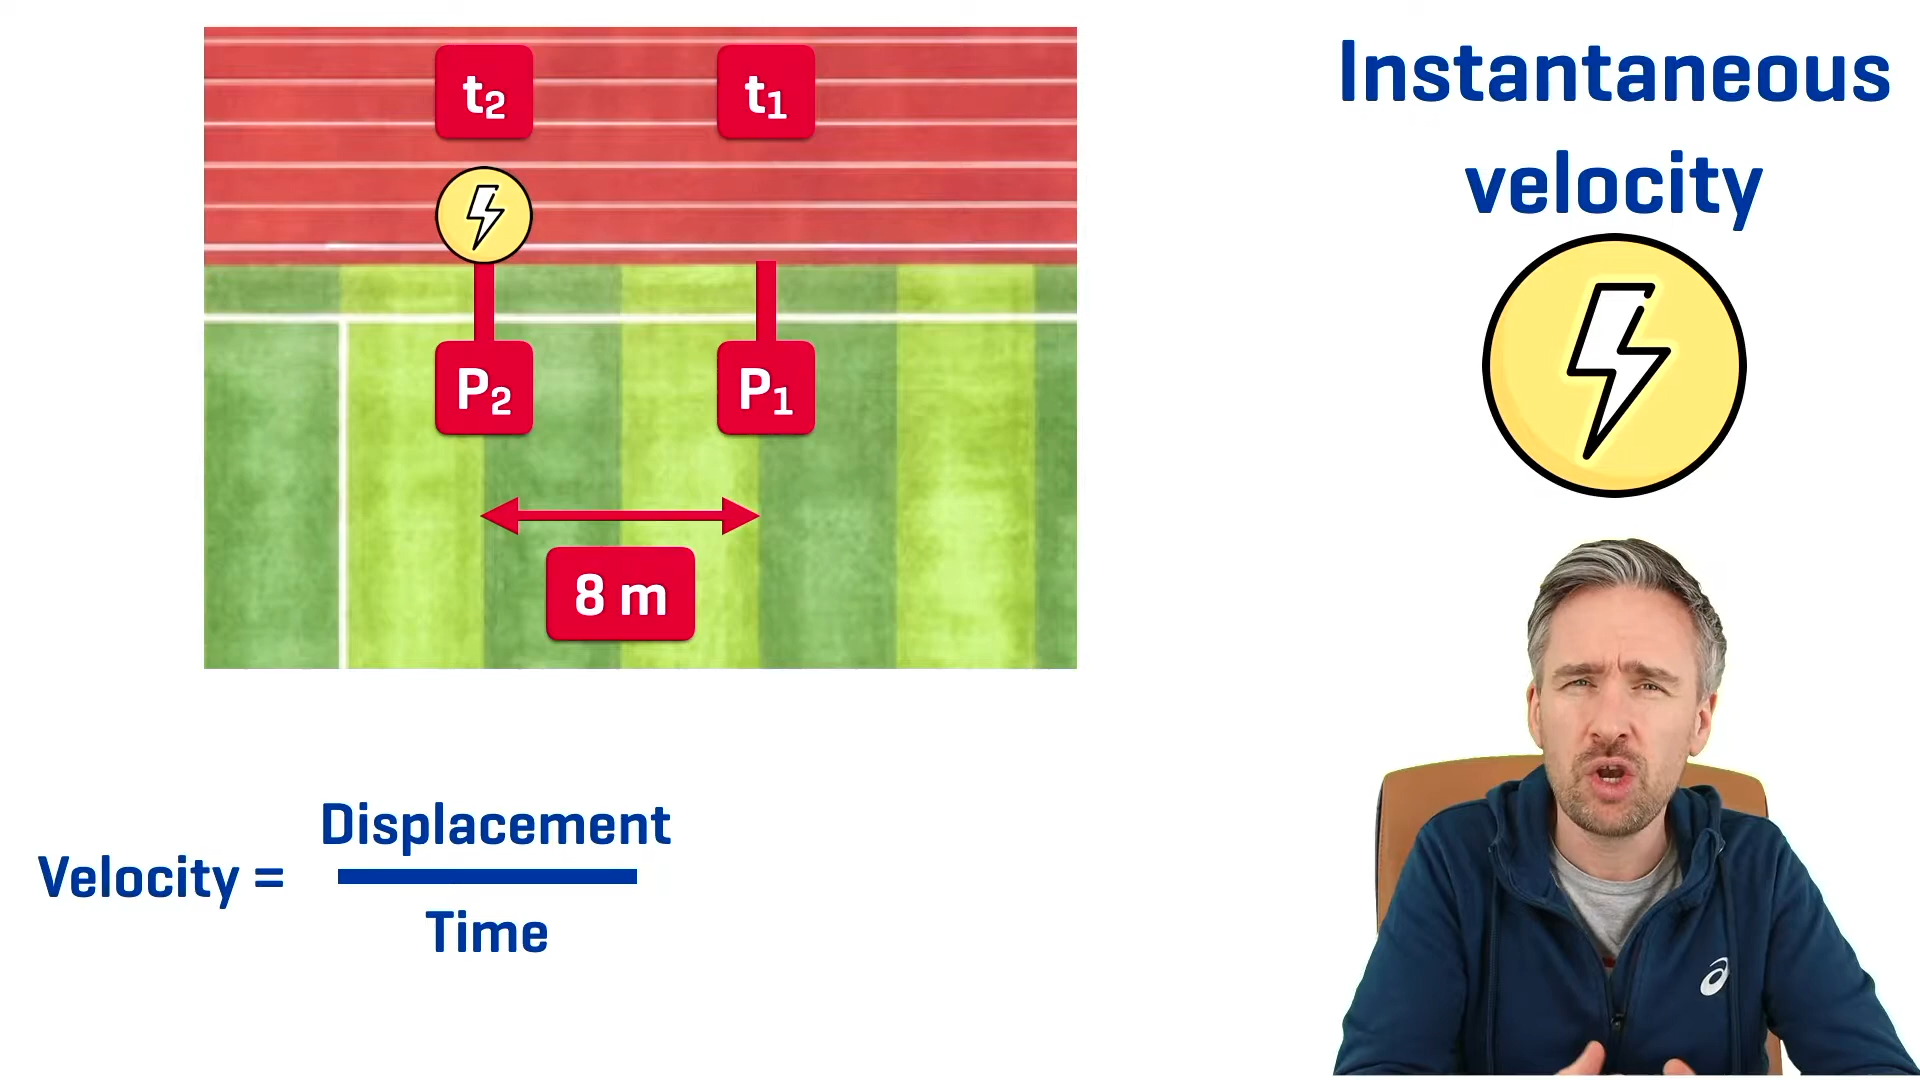 Instantaneous
velocity
t₂
t₁
P₂
P₁
8 m
Velocity = Displacement
Time